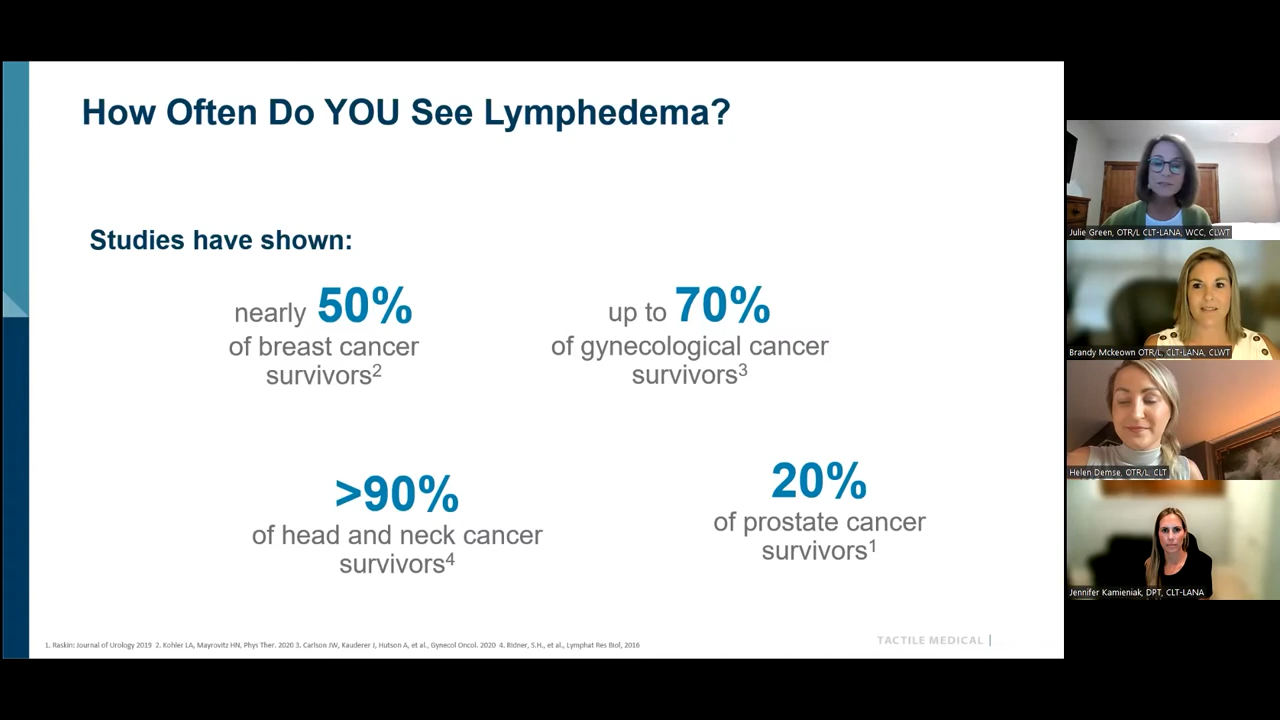 How Often Do YOU See Lymphedema?
Studies have shown:
nearly 50%
of breast cancer
survivors2
up to 70%
of gynecological cancer
survivors3
>90%
of head and neck cancer
survivors4
20%
of prostate cancer
survivors1
1. Raskin: Journal of Urology 2019 2. Kohler LA, Mayrovitz HN, Phys Ther. 2020 3. Carlson JW, Kauderer J, Hutson A, et al., Gynecol Oncol. 2020 4. Ridner, S.H., et al., Lymphat Res Biol, 2016
TACTILE MEDICAL |
Julie Green, OTR/L CLT-LANA, WCC, CLWT
Brandy Mckeown OTR/L, CLT-LANA, CLWT
Helen Demse, OTR/L, CLT
Jennifer Kamieniak, DPT, CLT-LANA